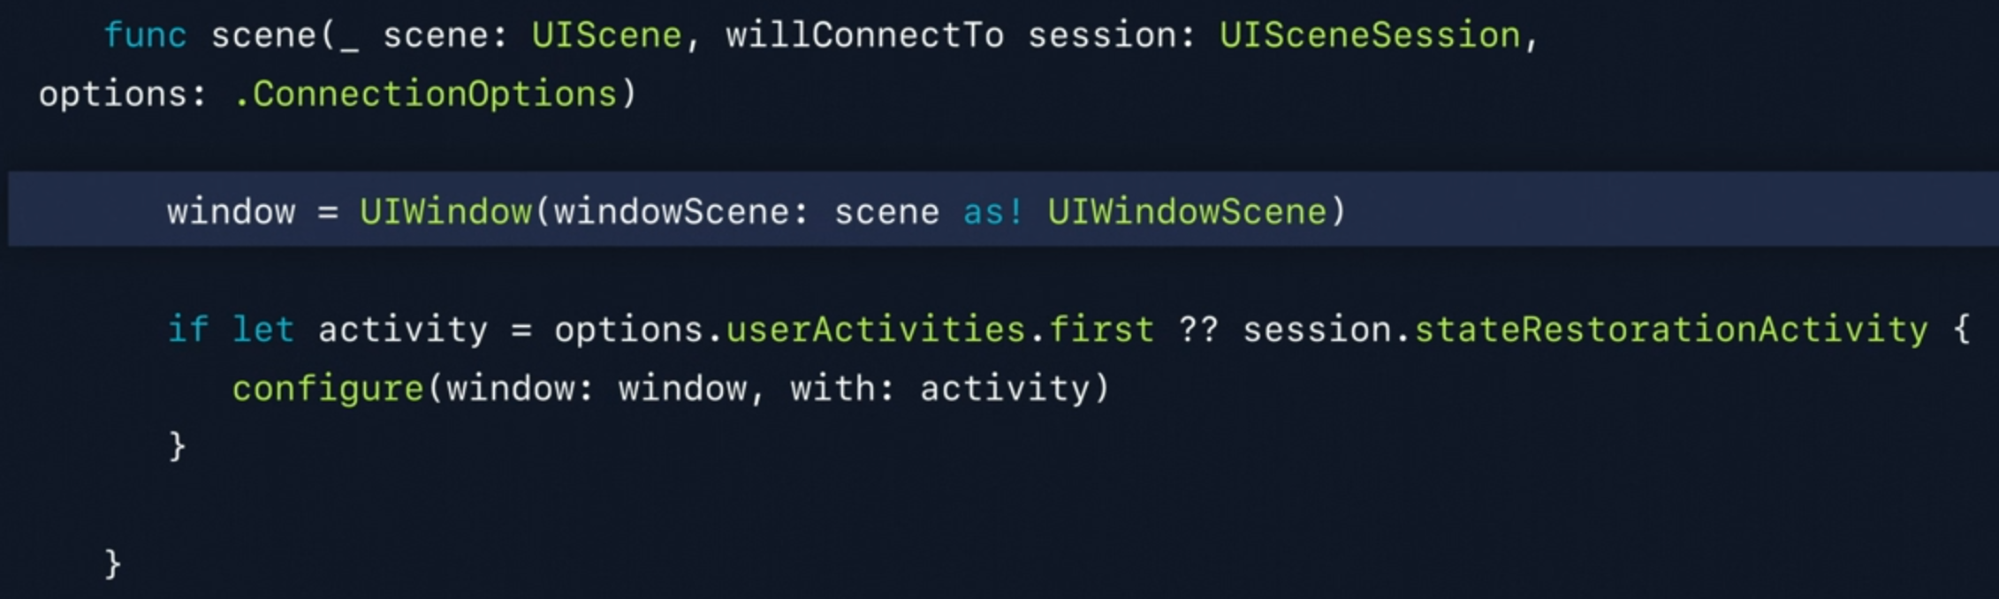 func scene(_ scene: UIScene, willConnectTo session: UISceneSession,
options: .ConnectionOptions)
window = UIWindow(windowScene: scene as! UIWindowScene)
if let activity = options.userActivities.first ?? session.stateRestorationActivity {
configure(window: window, with: activity)
}
}